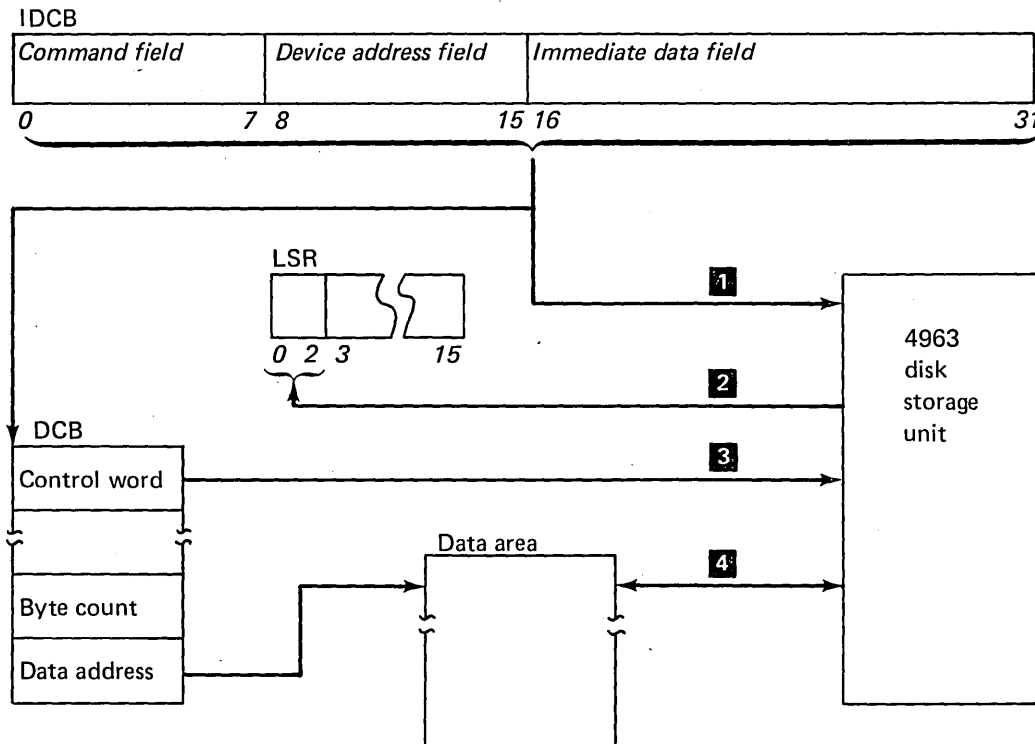 IDCB
Command field Device address field Immediate data field
0 7 8 15 16 31
LSR
1
0 2 3 15
4963
disk
storage
unit
2
DCB
3
Control word
Data area
4
Byte count
Data address